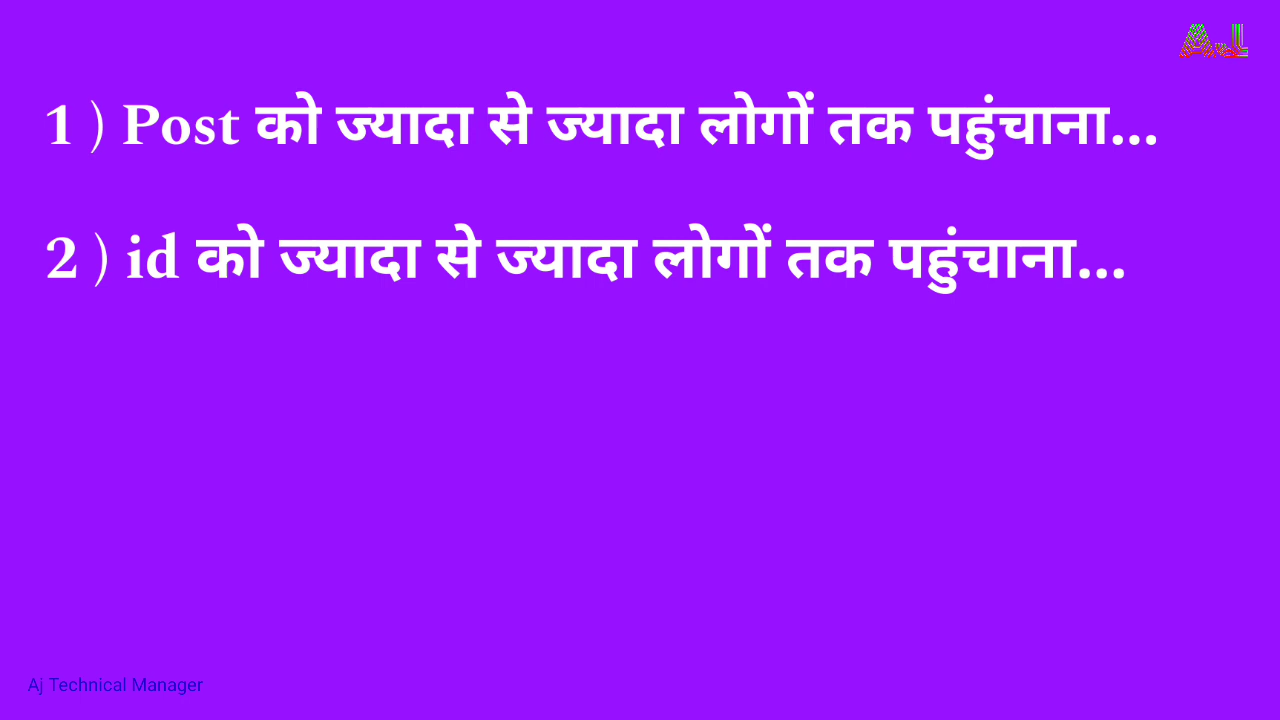 1 ) Post को ज्यादा से ज्यादा लोगों तक पहुंचाना...
2 ) id को ज्यादा से ज्यादा लोगों तक पहुंचाना...
Aj Technical Manager